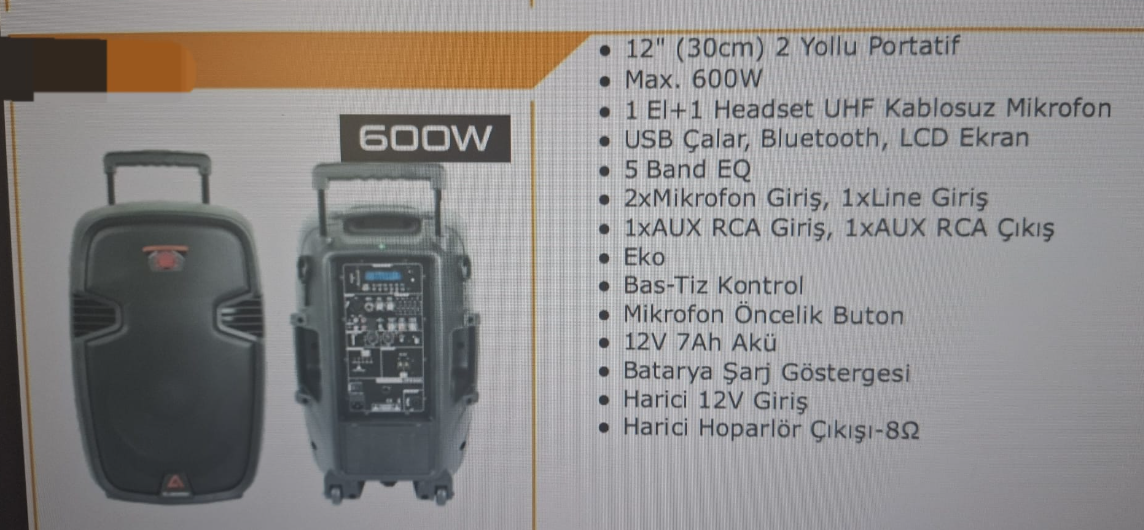 600W
12" (30cm) 2 Yollu Portatif
Max. 600W
1 El+1 Headset UHF Kablosuz Mikrofon
USB Çalar, Bluetooth, LCD Ekran
5 Band EQ
2xMikrofon Giriş, 1xLine Giriş
1xAUX RCA Giriş, 1xAUX RCA Çıkış
Eko
Bas-Tiz Kontrol
Mikrofon Öncelik Buton
12V 7Ah Akü
Batarya Şarj Göstergesi
Harici 12V Giriş
Harici Hoparlör Çıkışı-8Ω